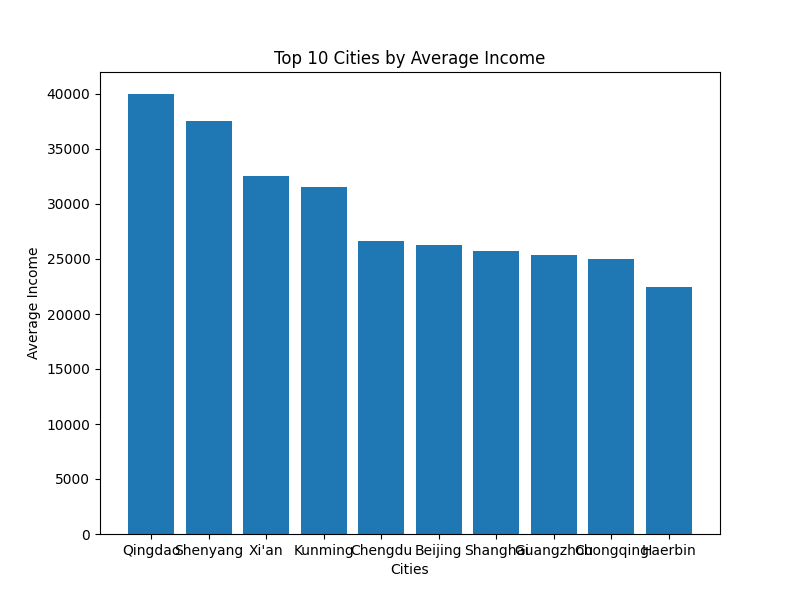 Top 10 Cities by Average Income
40000
35000
30000
25000
20000
15000
10000
5000
0
Average Income
Qingdao Shenyang Xi'an Kunming Chengdu Beijing Shanghai Guangzhou Chongqing Haerbin
Cities